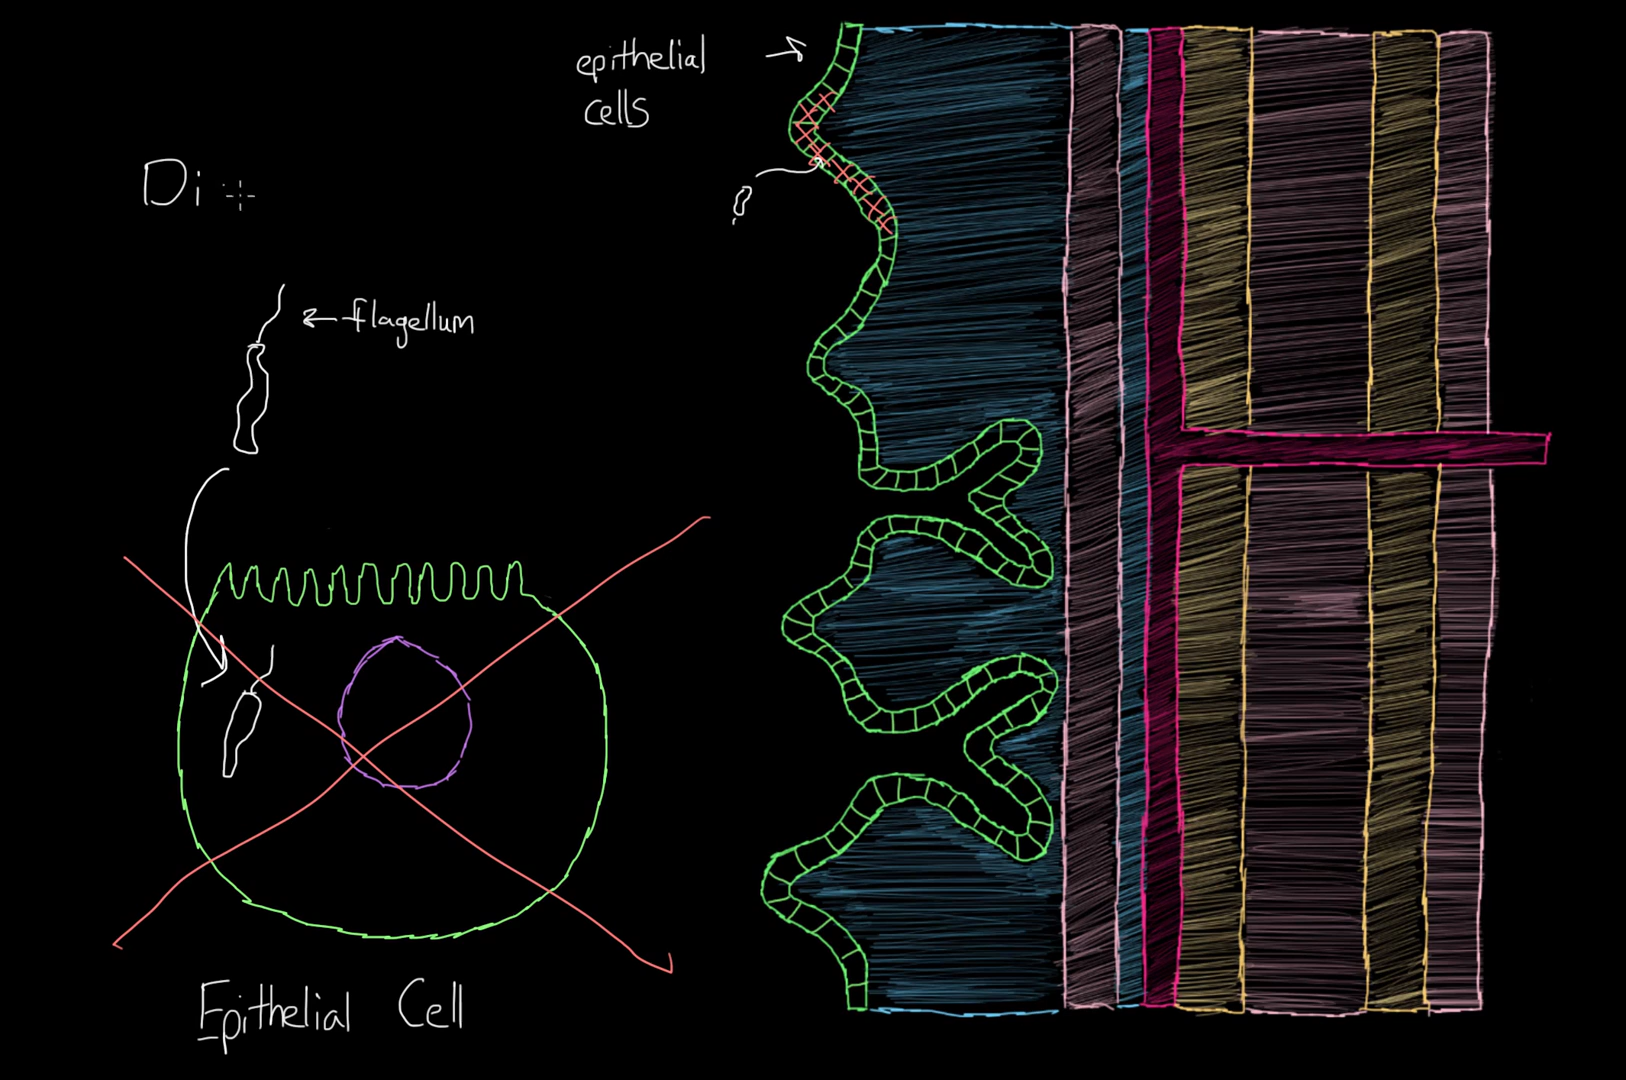 epithelial
cells
Di
flagellum
Epithelial Cell